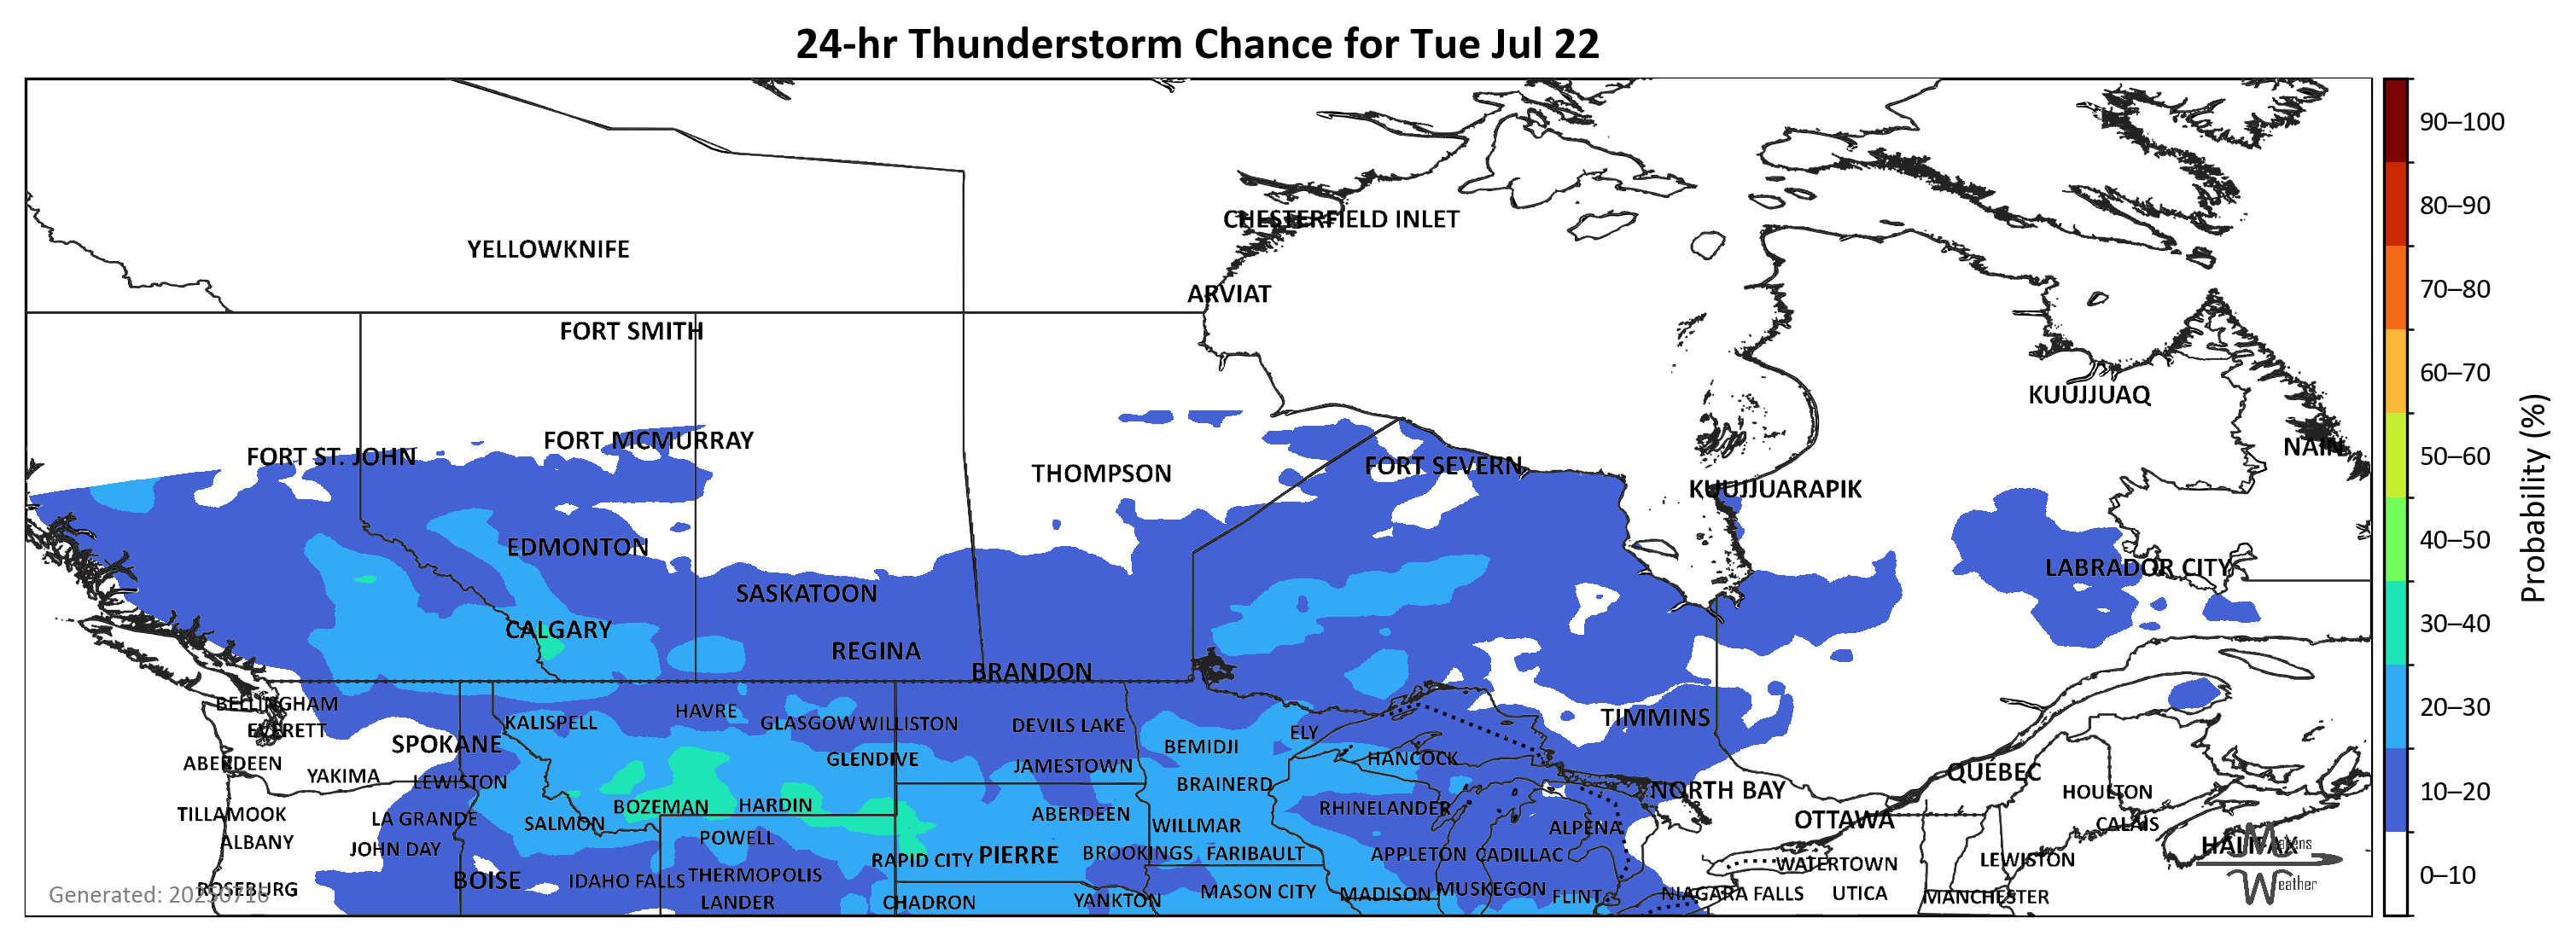 24-hr Thunderstorm Chance for Tue Jul 22
CHESTERFIELD INLET
YELLOWKNIFE
ARVIAT
FORT SMITH
KUUJJUAQ
FORT MCMURRAY
NAIN
FORT ST. JOHN
FORT SEVERN
THOMPSON
KUUJJUARAPIK
EDMONTON
LABRADOR CITY
SASKATOON
CALGARY
REGINA
BRANDON
BELLINGHAM
HAVRE
TIMMINS
KALISPELL
GLASGOW
WILLISTON
DEVILS LAKE
EVERETT
ELY
SPOKANE
BEMIDJI
GLENDIVE
HANCOCK
ABERDEEN
JAMESTOWN
QUÉBEC
YAKIMA
LEWISTON
BRAINERD
NORTH BAY
HOULTON
BOZEMAN
HARDIN
RHINELANDER
TILLAMOOK
LA GRANDE
ABERDEEN
OTTAWA
SALMON
WILLMAR
ALPENA
CALAIS
ALBANY
POWELL
HALIFAX
JOHN DAY
RAPID CITY
PIERRE
BROOKINGS
FARIBAULT
APPLETON
CADILLAC
WATERTOWN
LEWISTON
BOISE
IDAHO FALLS
THERMOPOLIS
ROSEBURG
MASON CITY
MADISON
MUSKEGON
FLINT
NIAGARA FALLS
UTICA
MANCHESTER
LANDER
CHADRON
YANKTON
Generated: 20250716
Makens
Weather
90–100
80–90
70–80
60–70
50–60
40–50
30–40
20–30
10–20
0–10
Probability (%)